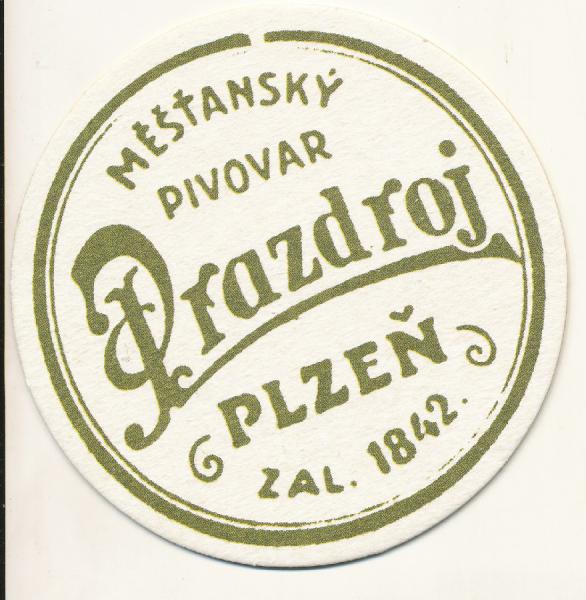 MĚŠŤANSKÝ
PIVOVAR
Prazdroj
PLZEŇ
ZAL. 1842.